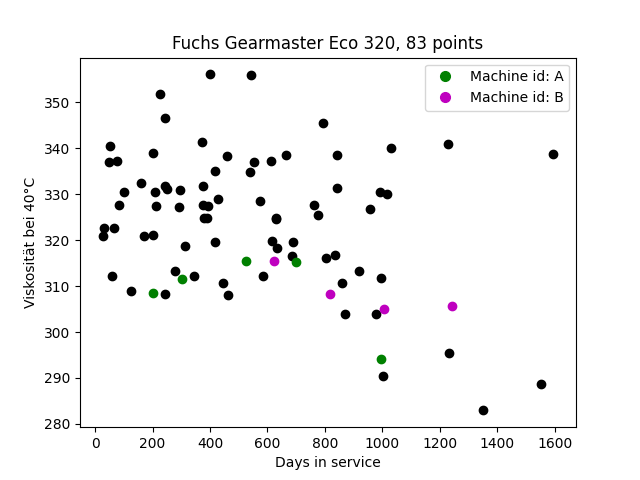 Fuchs Gearmaster Eco 320, 83 points
Machine id: A
Machine id: B
Viskosität bei 40°C
350
340
330
320
310
300
290
280
0 200 400 600 800 1000 1200 1400 1600
Days in service